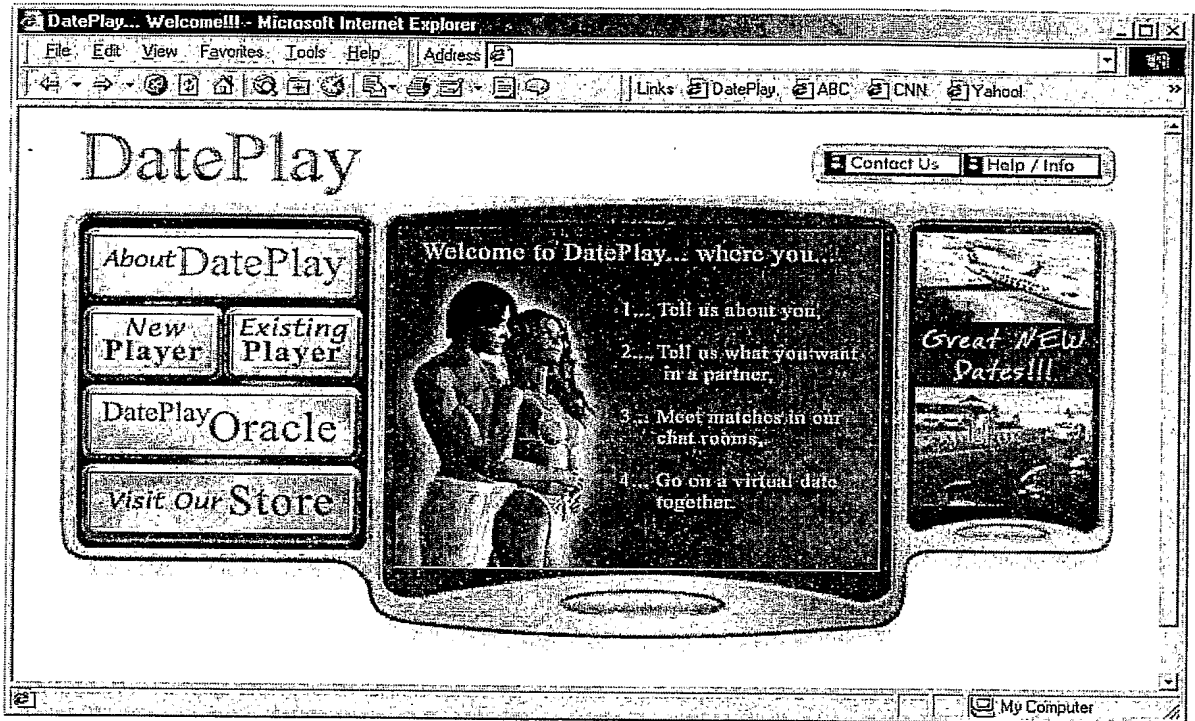 DatePlay... Welcome!!! - Microsoft Internet Explorer
File Edit View Favorites Tools Help Address
Links DatePlay ABC CNN Yahoo! »
DatePlay
Contact Us Help / Info
About DatePlay
New Player
Existing Player
DatePlay Oracle
Visit Our Store
Welcome to DatePlay... where you....
1... Tell us about you,
2... Tell us what you want
in a partner,
3... Meet matches in our
chat rooms,
4... Go on a virtual date
together.
Great NEW
Dates!!!
My Computer